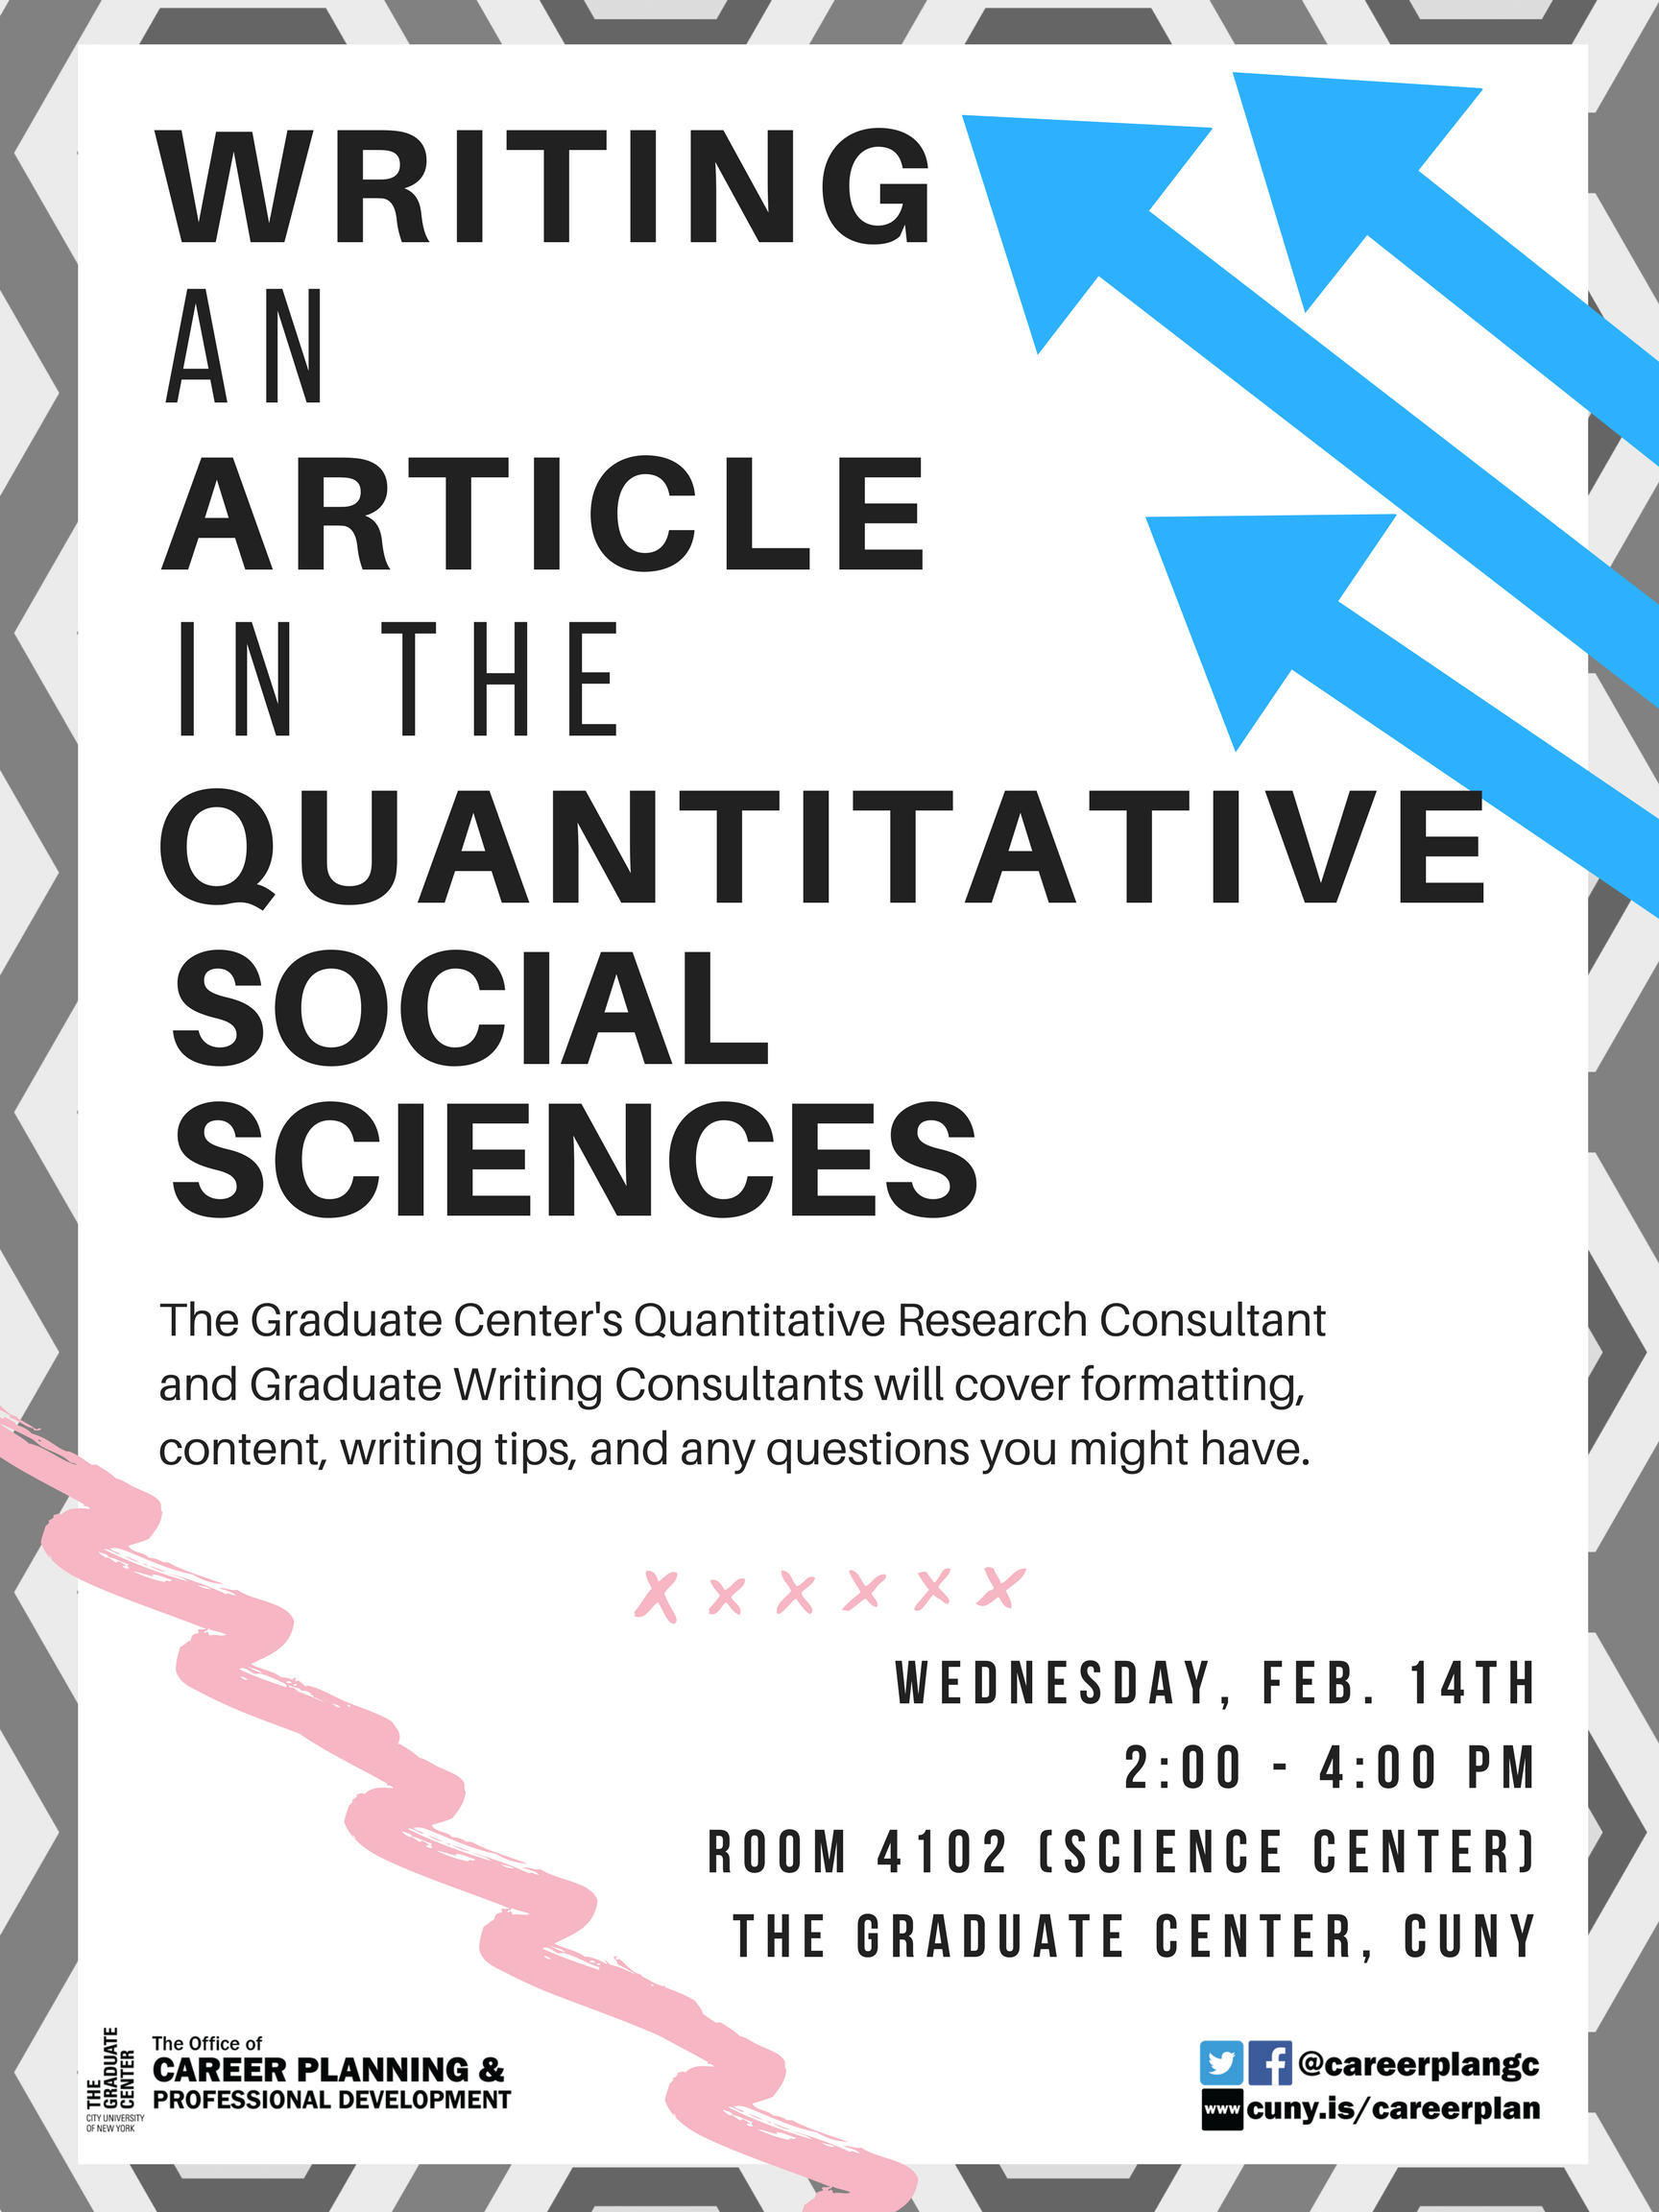 WRITING
AN
ARTICLE
IN THE
QUANTITATIVE
SOCIAL
SCIENCES
The Graduate Center's Quantitative Research Consultant
and Graduate Writing Consultants will cover formatting,
content, writing tips, and any questions you might have.
x x x x x x
WEDNESDAY, FEB. 14TH
2:00 - 4:00 PM
ROOM 4102 (SCIENCE CENTER)
THE GRADUATE CENTER, CUNY
THE
GRADUATE
CENTER
CITY UNIVERSITY
OF NEW YORK
The Office of
CAREER PLANNING &
PROFESSIONAL DEVELOPMENT
@careerplangc
www cuny.is/careerplan